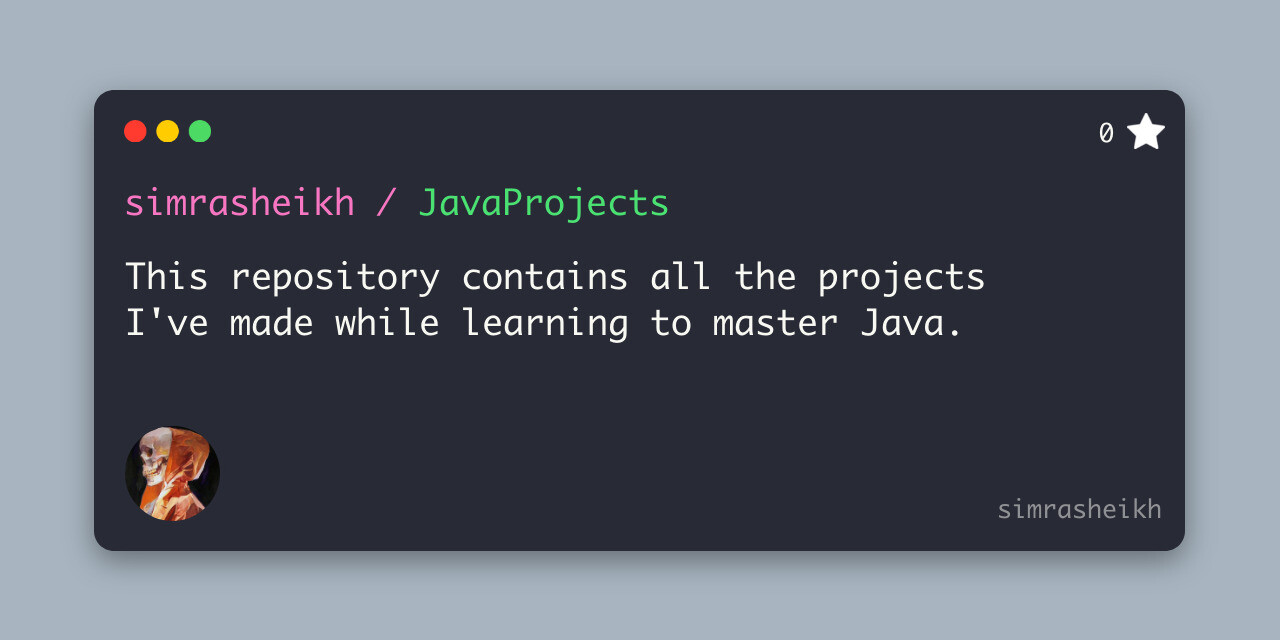 0
simrasheikh / JavaProjects
This repository contains all the projects
I've made while learning to master Java.
simrasheikh